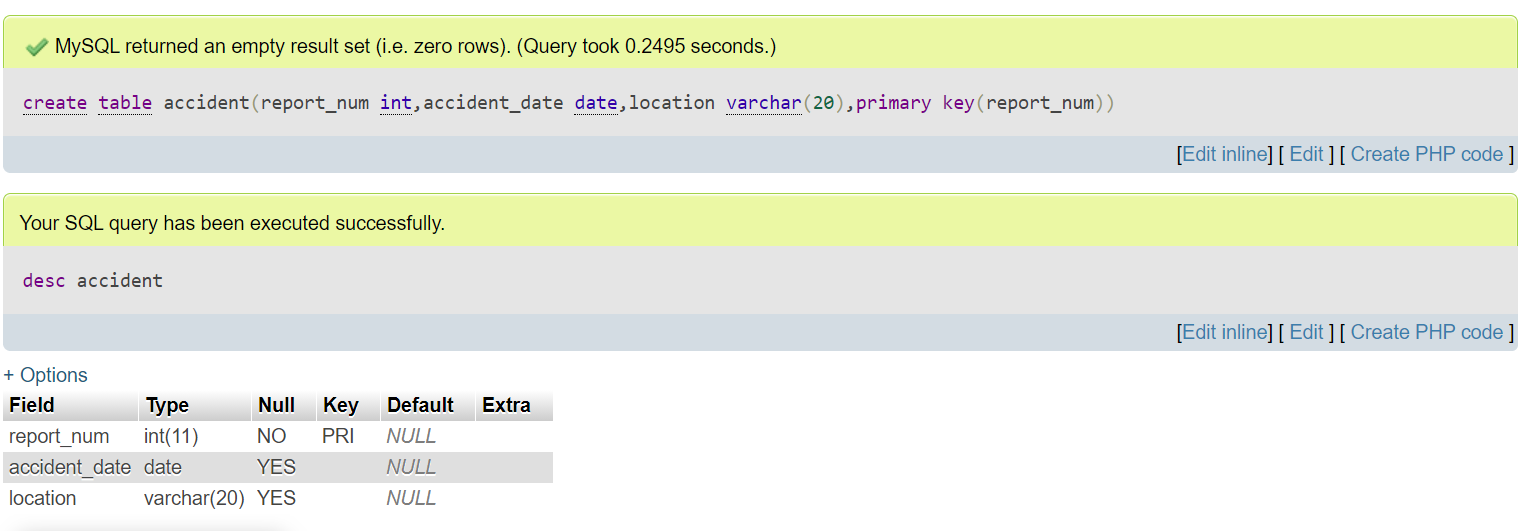 MySQL returned an empty result set (i.e. zero rows). (Query took 0.2495 seconds.)
create table accident(report_num int,accident_date date,location varchar(20),primary key(report_num))
[Edit inline] [ Edit ] [ Create PHP code ]
Your SQL query has been executed successfully.
desc accident
[Edit inline] [ Edit ] [ Create PHP code ]
+ Options
Field Type Null Key Default Extra
report_num int(11) NO PRI NULL
accident_date date YES NULL
location varchar(20) YES NULL